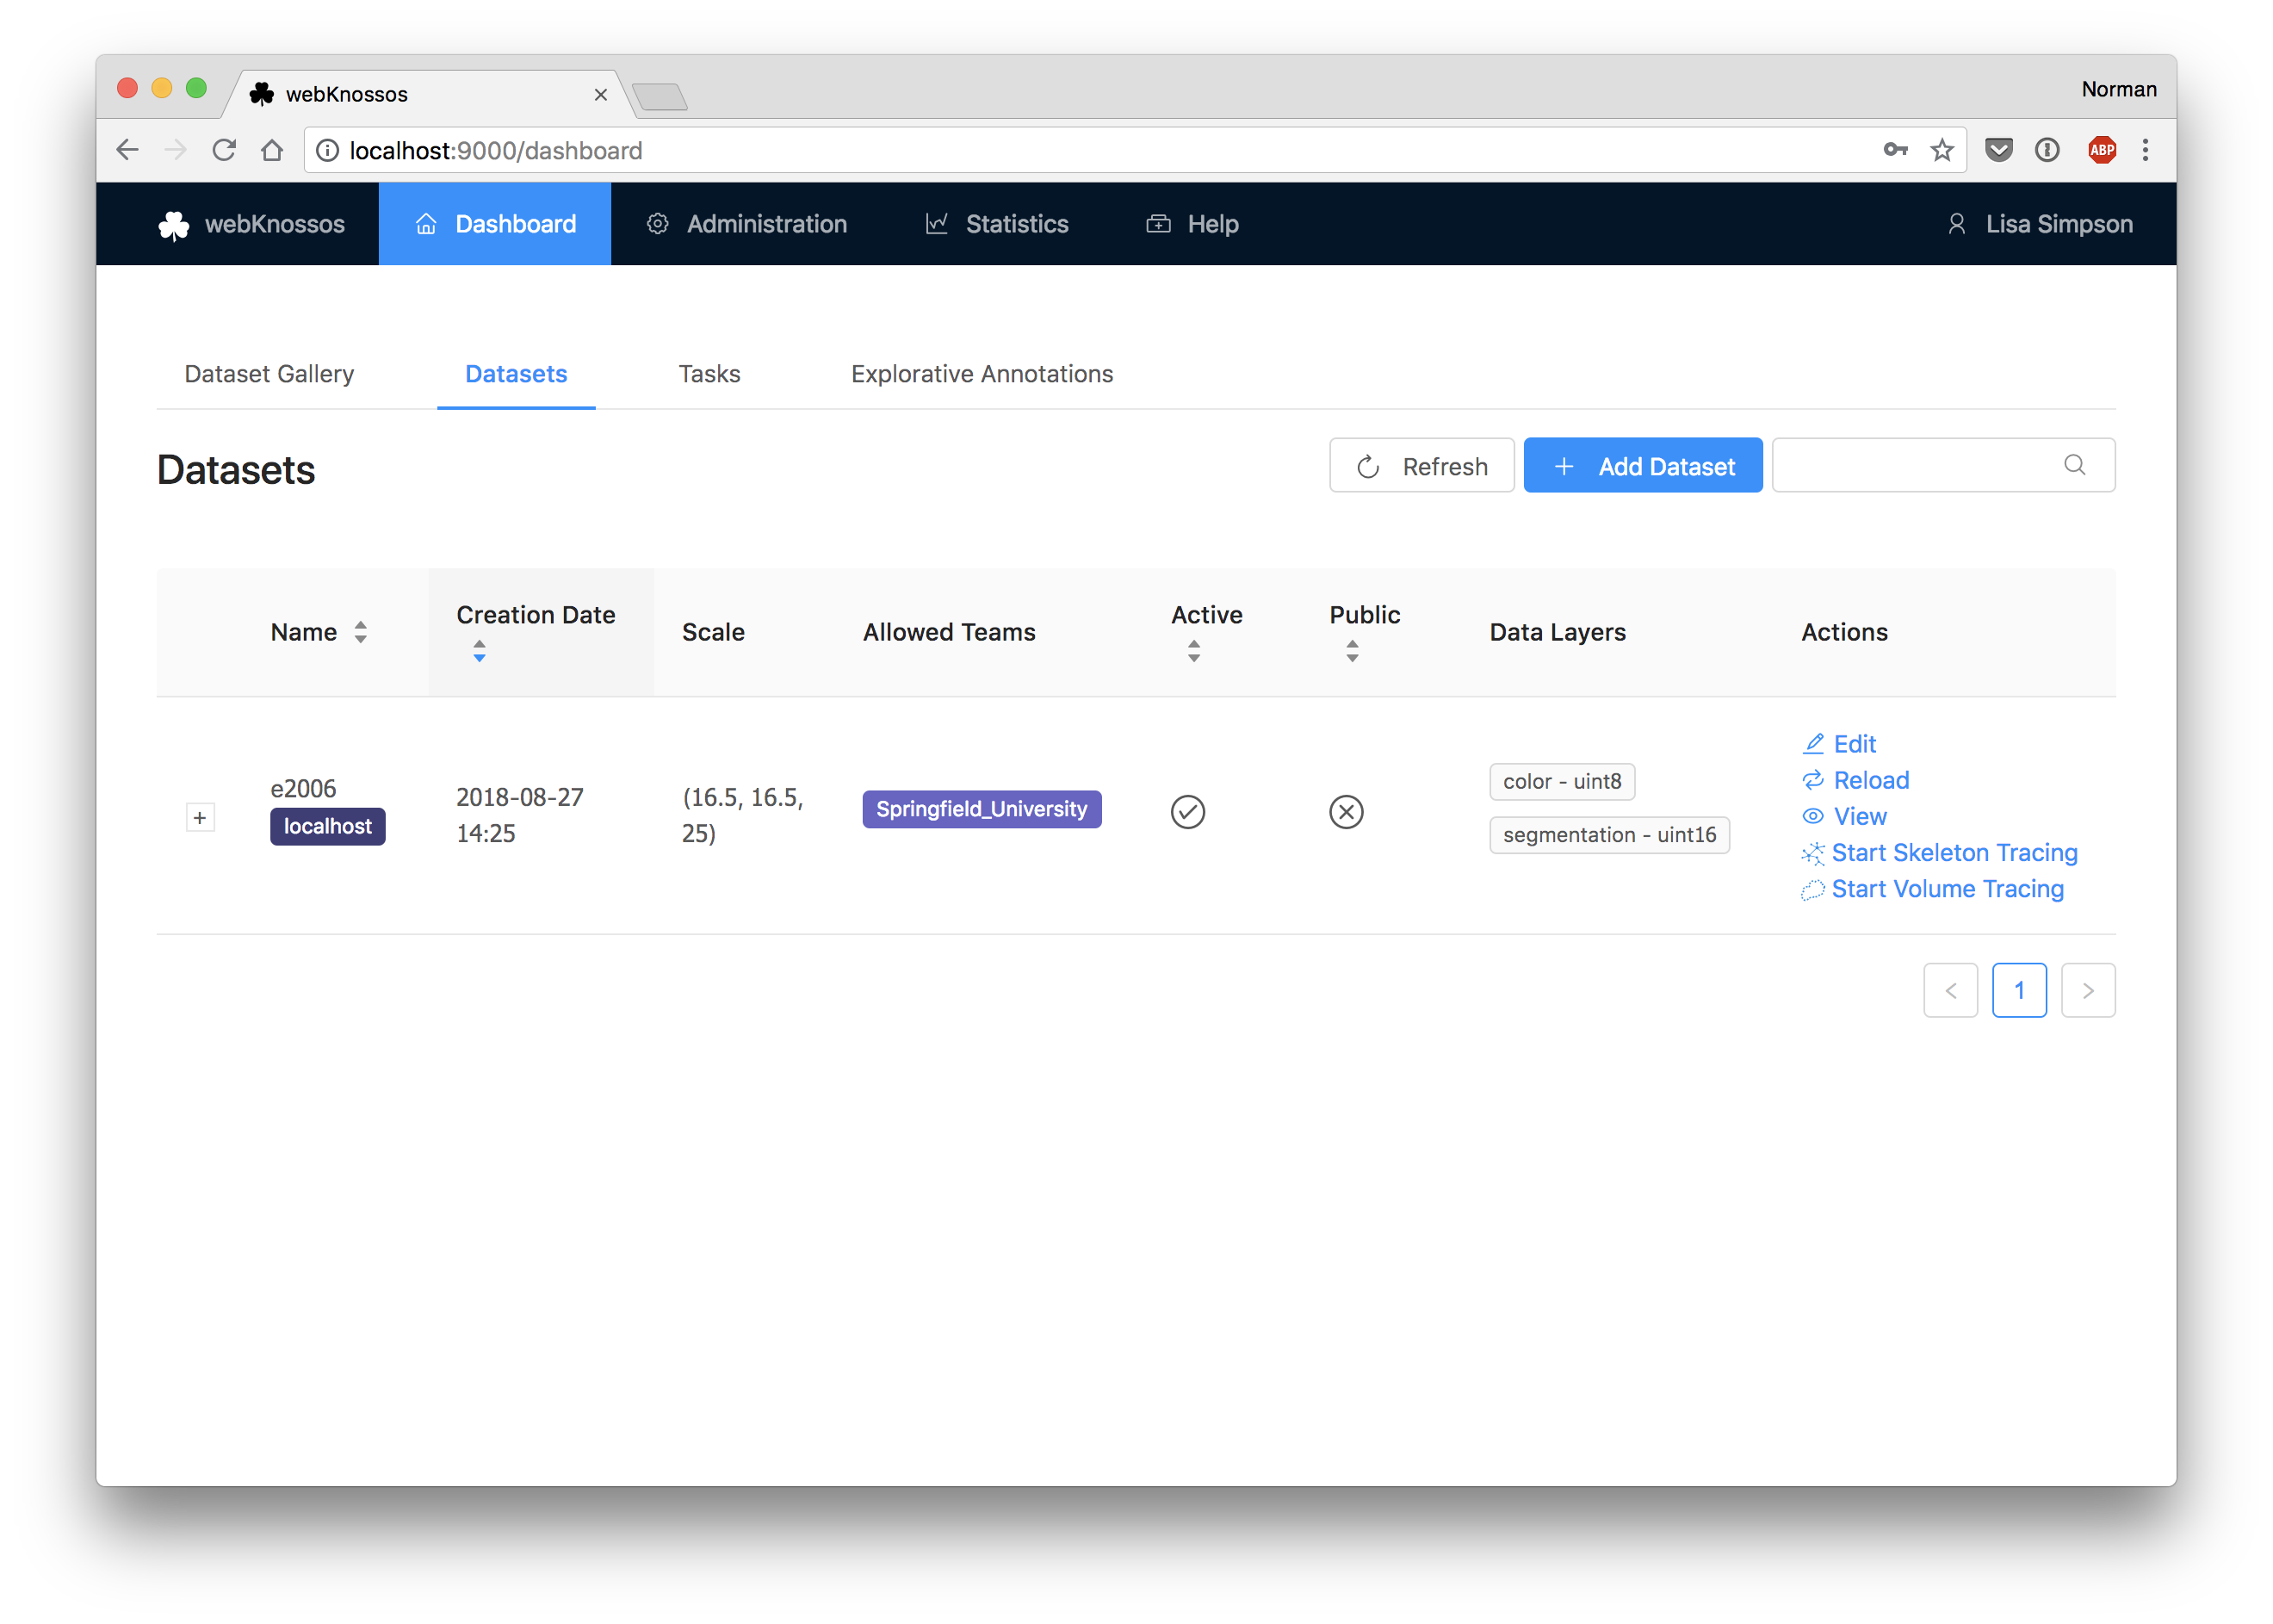 webKnossos
Norman
localhost:9000/dashboard
ABP
webKnossos Dashboard Administration Statistics Help Lisa Simpson
Dataset Gallery Datasets Tasks Explorative Annotations
Datasets
Refresh + Add Dataset
Name Creation Date Scale Allowed Teams Active Public Data Layers Actions
+
e2006
localhost
2018-08-27
14:25
(16.5, 16.5,
25)
Springfield_University
color - uint8
segmentation - uint16
Edit
Reload
View
Start Skeleton Tracing
Start Volume Tracing
< 1 >